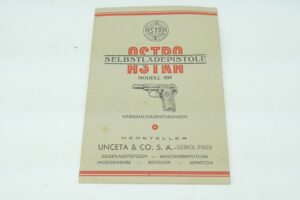 ASTRA
ASTRA
SELBSTLADEPISTOLE
MODELL 300
GEBRAUCHSANWEISUNGEN
HERSTELLER
UNCETA & CO. S. A. - GUERNICA (SPANIEN)
SELBSTLADEPISTOLEN - MASCHINENPISTOLEN
JAGDGEWEHRE - REVOLVER - MUNITION